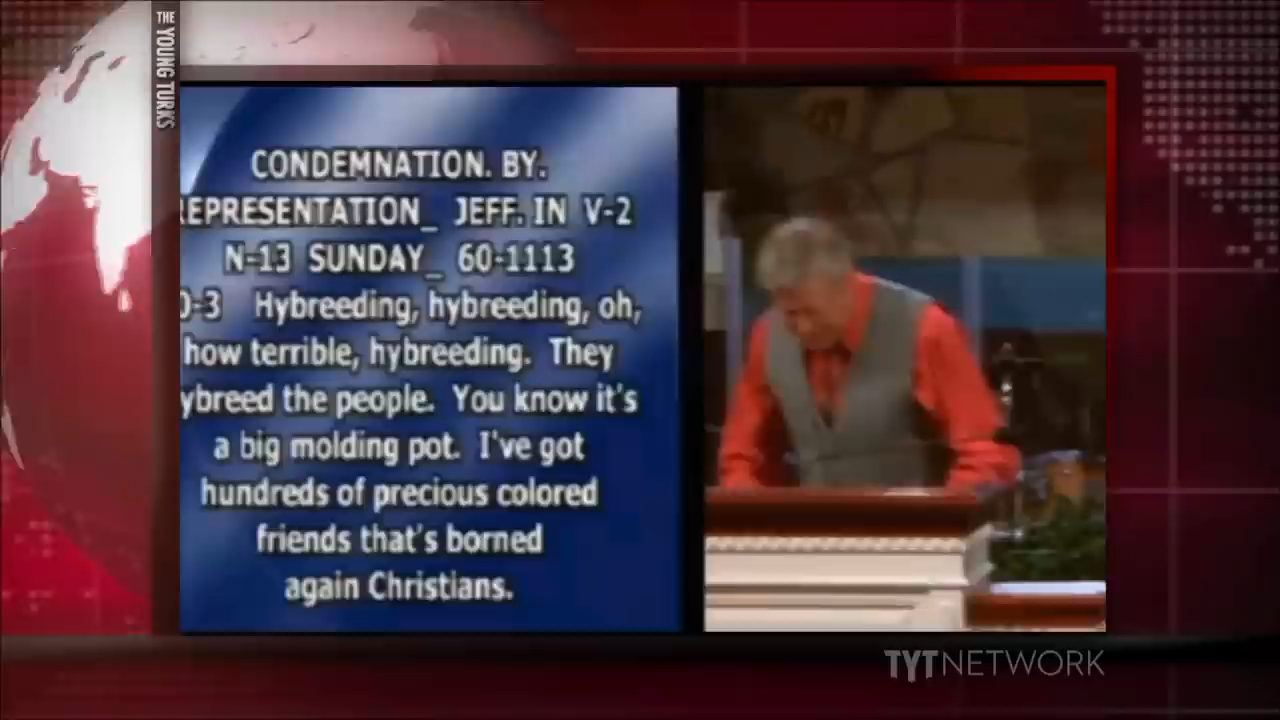 THE YOUNG TURKS
CONDEMNATION. BY.
REPRESENTATION_ JEFF. IN V-2
N-13 SUNDAY_ 60-1113
0-3 Hybreeding, hybreeding, oh,
how terrible, hybreeding. They
ybreed the people. You know it's
a big molding pot. I've got
hundreds of precious colored
friends that's borned
again Christians.
TYTNETWORK